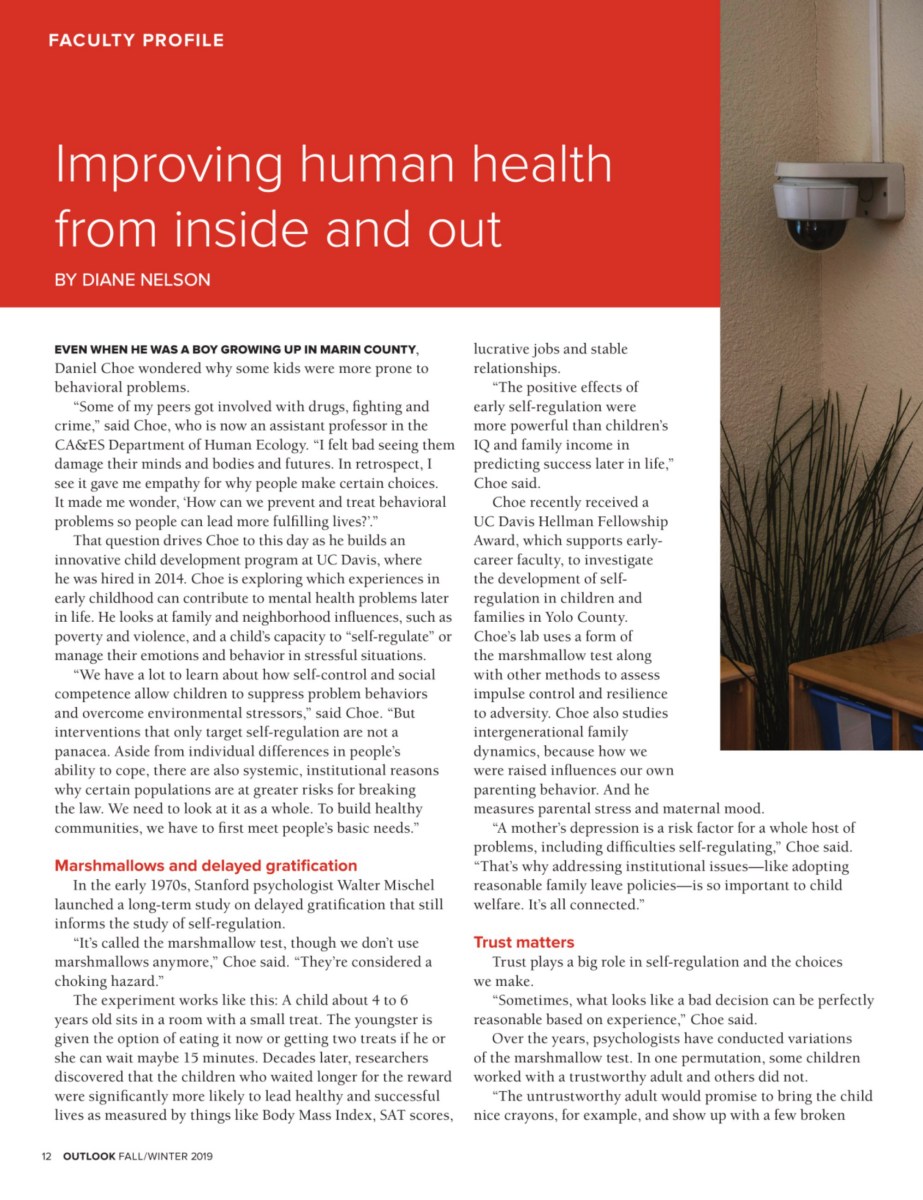 FACULTY PROFILE
Improving human health
from inside and out
BY DIANE NELSON
EVEN WHEN HE WAS A BOY GROWING UP IN MARIN COUNTY,
Daniel Choe wondered why some kids were more prone to
behavioral problems.
“Some of my peers got involved with drugs, fighting and
crime,” said Choe, who is now an assistant professor in the
CA&ES Department of Human Ecology. “I felt bad seeing them
damage their minds and bodies and futures. In retrospect, I
see it gave me empathy for why people make certain choices.
It made me wonder, ‘How can we prevent and treat behavioral
problems so people can lead more fulfilling lives?’.”
That question drives Choe to this day as he builds an
innovative child development program at UC Davis, where
he was hired in 2014. Choe is exploring which experiences in
early childhood can contribute to mental health problems later
in life. He looks at family and neighborhood influences, such as
poverty and violence, and a child’s capacity to “self-regulate” or
manage their emotions and behavior in stressful situations.
“We have a lot to learn about how self-control and social
competence allow children to suppress problem behaviors
and overcome environmental stressors,” said Choe. “But
interventions that only target self-regulation are not a
panacea. Aside from individual differences in people’s
ability to cope, there are also systemic, institutional reasons
why certain populations are at greater risks for breaking
the law. We need to look at it as a whole. To build healthy
communities, we have to first meet people’s basic needs.”
Marshmallows and delayed gratification
In the early 1970s, Stanford psychologist Walter Mischel
launched a long-term study on delayed gratification that still
informs the study of self-regulation.
“It’s called the marshmallow test, though we don’t use
marshmallows anymore,” Choe said. “They’re considered a
choking hazard.”
The experiment works like this: A child about 4 to 6
years old sits in a room with a small treat. The youngster is
given the option of eating it now or getting two treats if he or
she can wait maybe 15 minutes. Decades later, researchers
discovered that the children who waited longer for the reward
were significantly more likely to lead healthy and successful
lives as measured by things like Body Mass Index, SAT scores,
lucrative jobs and stable
relationships.
“The positive effects of
early self-regulation were
more powerful than children’s
IQ and family income in
predicting success later in life,”
Choe said.
Choe recently received a
UC Davis Hellman Fellowship
Award, which supports early-
career faculty, to investigate
the development of self-
regulation in children and
families in Yolo County.
Choe’s lab uses a form of
the marshmallow test along
with other methods to assess
impulse control and resilience
to adversity. Choe also studies
intergenerational family
dynamics, because how we
were raised influences our own
parenting behavior. And he
measures parental stress and maternal mood.
“A mother’s depression is a risk factor for a whole host of
problems, including difficulties self-regulating,” Choe said.
“That’s why addressing institutional issues—like adopting
reasonable family leave policies—is so important to child
welfare. It’s all connected.”
Trust matters
Trust plays a big role in self-regulation and the choices
we make.
“Sometimes, what looks like a bad decision can be perfectly
reasonable based on experience,” Choe said.
Over the years, psychologists have conducted variations
of the marshmallow test. In one permutation, some children
worked with a trustworthy adult and others did not.
“The untrustworthy adult would promise to bring the child
nice crayons, for example, and show up with a few broken
12 OUTLOOK FALL/WINTER 2019